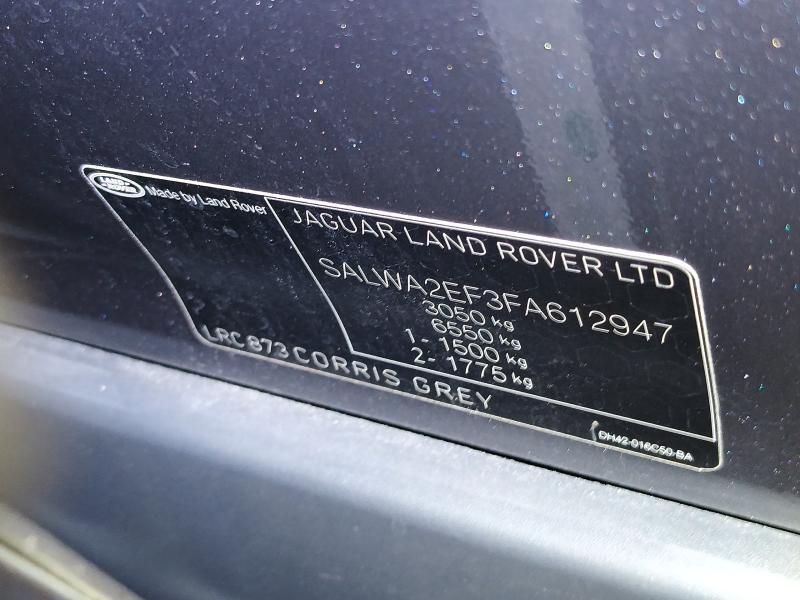 LAND ROVER
Made by Land Rover
JAGUAR LAND ROVER LTD
SALWA2EF3FA612947
3050 kg
6550 kg
1 - 1500 kg
2 - 1775 kg
LRC 873 CORRIS GREY
DH42-016C50-BA